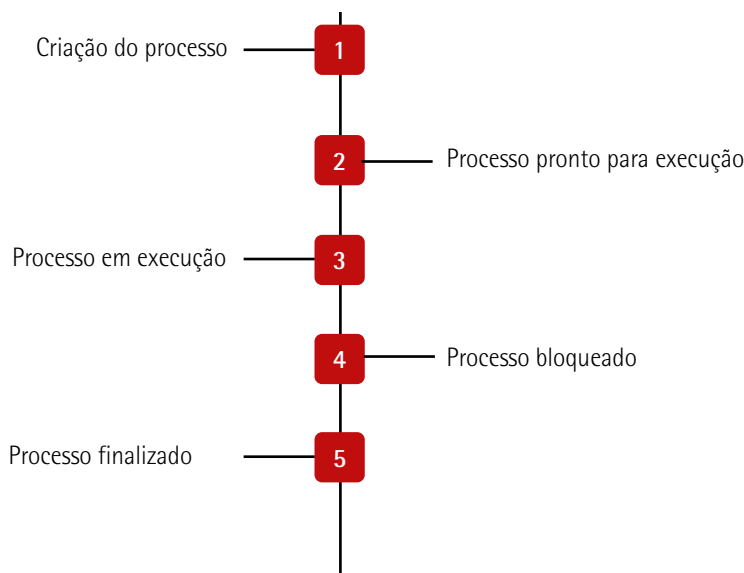 Criação do processo
1
2
Processo pronto para execução
Processo em execução
3
4
Processo bloqueado
Processo finalizado
5